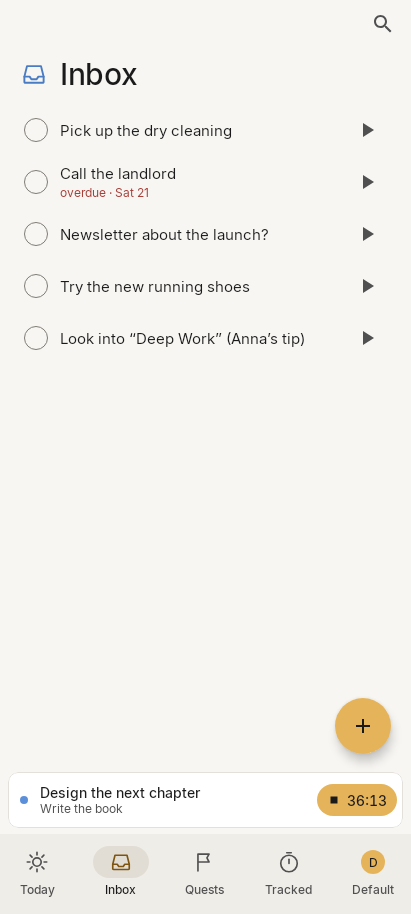 Inbox
Pick up the dry cleaning
Call the landlord
overdue · Sat 21
Newsletter about the launch?
Try the new running shoes
Look into “Deep Work” (Anna’s tip)
Design the next chapter
Write the book
36:13
D
Today
Inbox
Quests
Tracked
Default